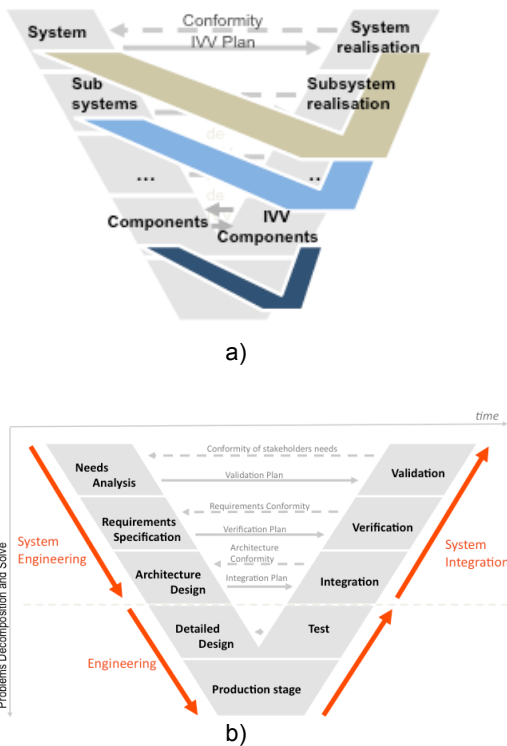 Conformity
System
System
IVV Plan
realisation
Sub
systems
Subsystem
realisation
de
...
..
de
Components
IVV
Components
a)
time
Problems Decomposition and Solve
Conformity of stakeholders needs
Needs
Analysis
Validation Plan
Validation
Requirements Conformity
Requirements
Specification
Verification Plan
Verification
System
Engineering
System
Integration
Architecture
Conformity
Architecture
Design
Integration Plan
Integration
Detailed
Design
Test
Engineering
Production stage
b)